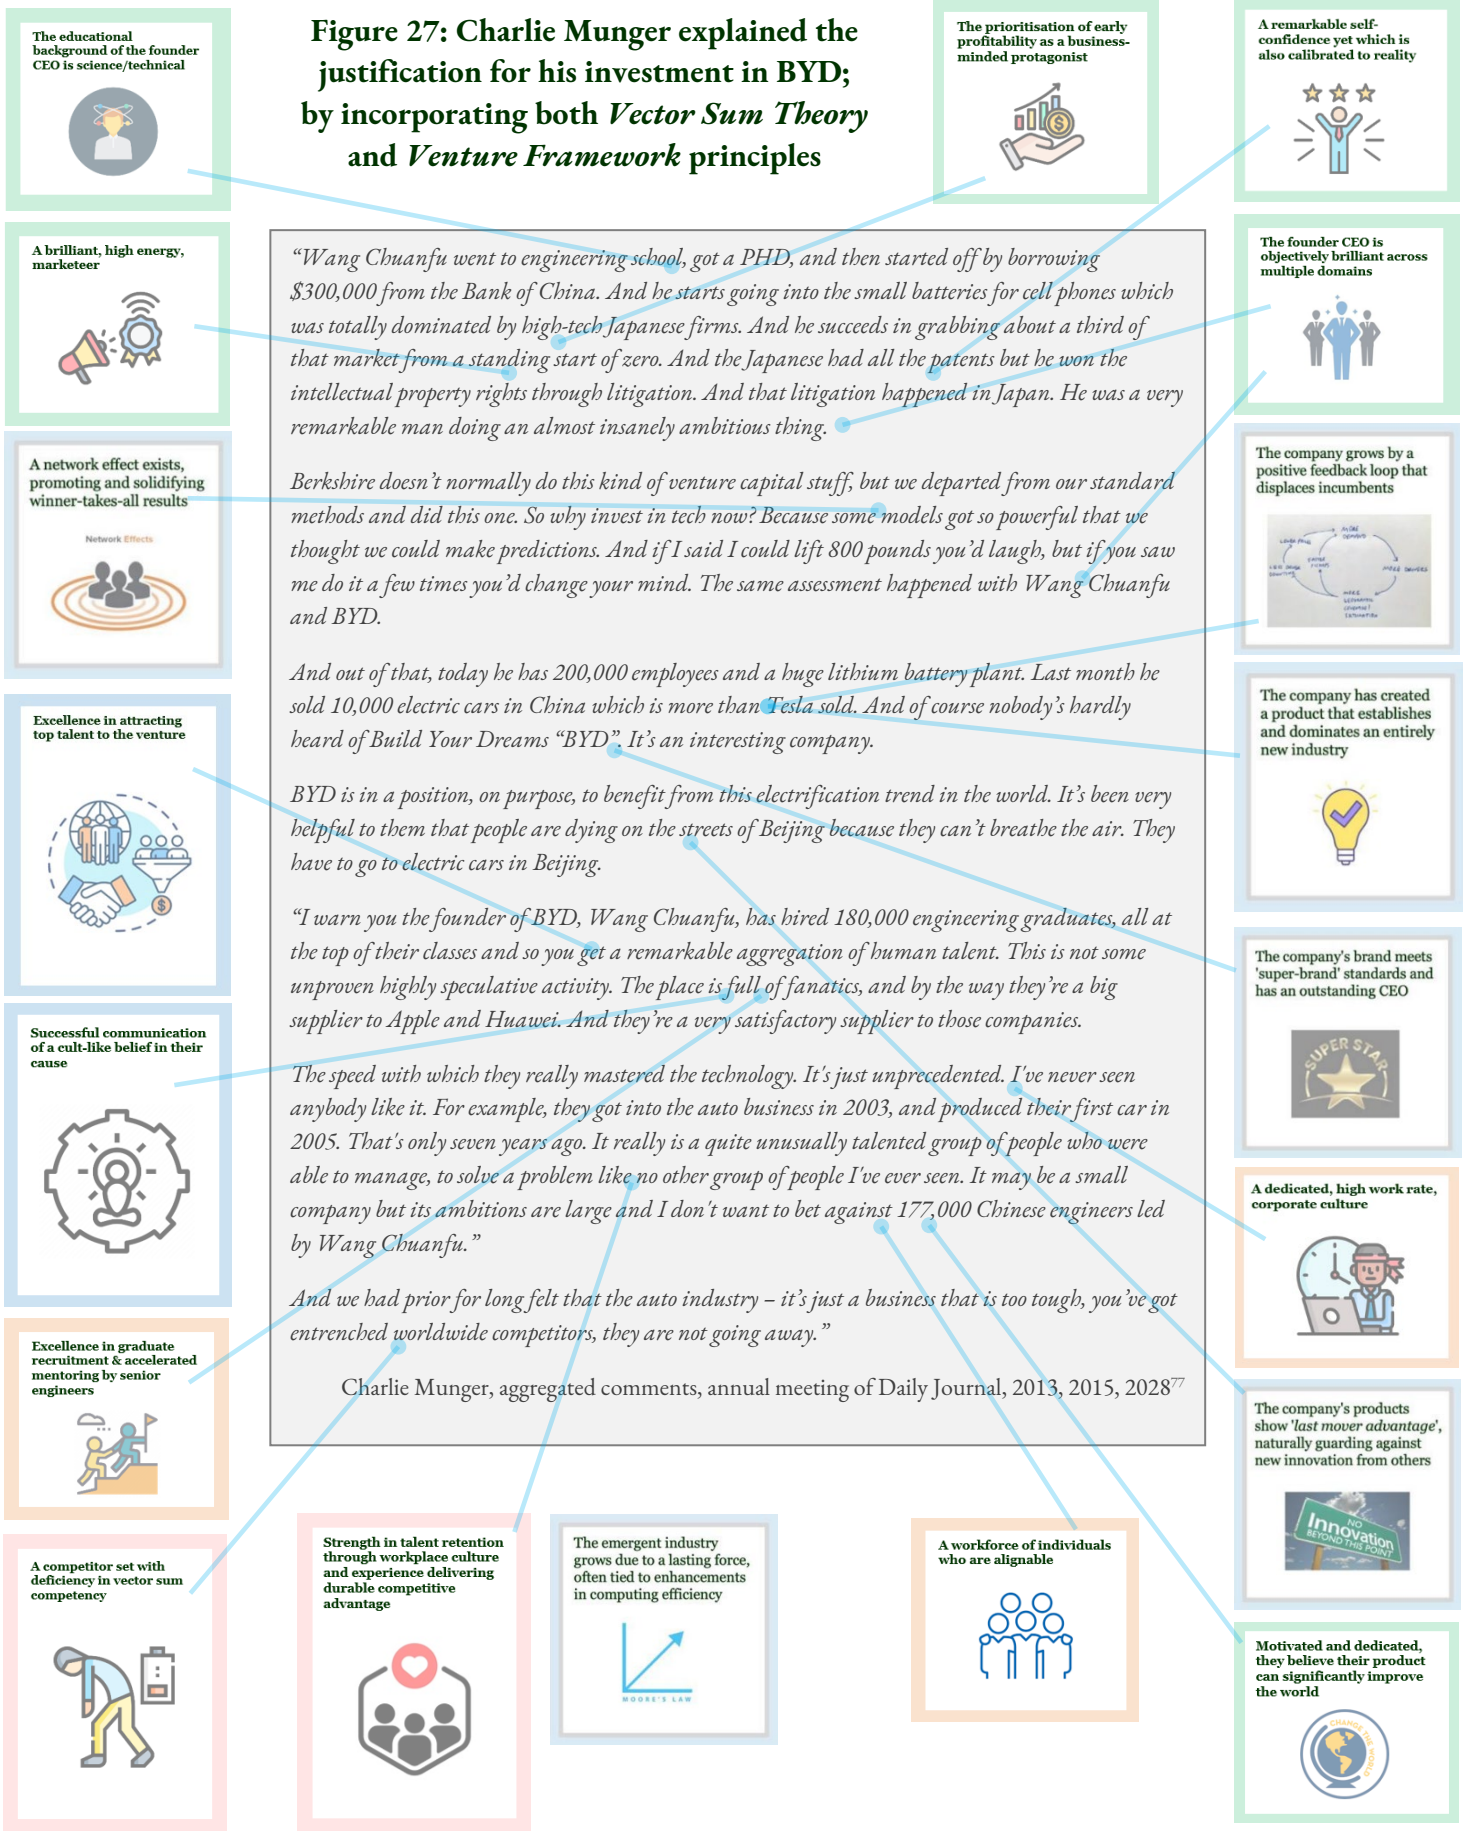 The educational
background of the founder
CEO is science/technical
Figure 27: Charlie Munger explained the
justification for his investment in BYD;
by incorporating both Vector Sum Theory
and Venture Framework principles
The prioritisation of early
profitability as a business-
minded protagonist
A remarkable self-
confidence yet which is
also calibrated to reality
A brilliant, high energy,
marketeer
The founder CEO is
objectively brilliant across
multiple domains
“Wang Chuanfu went to engineering school, got a PHD, and then started off by borrowing
$300,000 from the Bank of China. And he starts going into the small batteries for cell phones which
was totally dominated by high-tech Japanese firms. And he succeeds in grabbing about a third of
that market from a standing start of zero. And the Japanese had all the patents but he won the
intellectual property rights through litigation. And that litigation happened in Japan. He was a very
remarkable man doing an almost insanely ambitious thing.
Berkshire doesn’t normally do this kind of venture capital stuff, but we departed from our standard
methods and did this one. So why invest in tech now? Because some models got so powerful that we
thought we could make predictions. And if I said I could lift 800 pounds you’d laugh, but if you saw
me do it a few times you’d change your mind. The same assessment happened with Wang Chuanfu
and BYD.
And out of that, today he has 200,000 employees and a huge lithium battery plant. Last month he
sold 10,000 electric cars in China which is more than Tesla sold. And of course nobody’s hardly
heard of Build Your Dreams “BYD”. It’s an interesting company.
BYD is in a position, on purpose, to benefit from this electrification trend in the world. It’s been very
helpful to them that people are dying on the streets of Beijing because they can’t breathe the air. They
have to go to electric cars in Beijing.
“I warn you the founder of BYD, Wang Chuanfu, has hired 180,000 engineering graduates, all at
the top of their classes and so you get a remarkable aggregation of human talent. This is not some
unproven highly speculative activity. The place is full of fanatics, and by the way they’re a big
supplier to Apple and Huawei. And they’re a very satisfactory supplier to those companies.
The speed with which they really mastered the technology. It's just unprecedented. I've never seen
anybody like it. For example, they got into the auto business in 2003, and produced their first car in
2005. That's only seven years ago. It really is a quite unusually talented group of people who were
able to manage, to solve a problem like no other group of people I've ever seen. It may be a small
company but its ambitions are large and I don't want to bet against 177,000 Chinese engineers led
by Wang Chuanfu.”
And we had prior for long felt that the auto industry – it’s just a business that is too tough, you’ve got
entrenched worldwide competitors, they are not going away.”
Charlie Munger, aggregated comments, annual meeting of Daily Journal, 2013, 2015, 2028⁷⁷
A network effect exists,
promoting and solidifying
winner-takes-all results
Network Effects
The company grows by a
positive feedback loop that
displaces incumbents
MORE
DEMAND
MORE DRIVERS
Excellence in attracting
top talent to the venture
The company has created
a product that establishes
and dominates an entirely
new industry
The company's brand meets
'super-brand' standards and
has an outstanding CEO
SUPER STAR
Successful communication
of a cult-like belief in their
cause
A dedicated, high work rate,
corporate culture
Excellence in graduate
recruitment & accelerated
mentoring by senior
engineers
The company's products
show 'last mover advantage',
naturally guarding against
new innovation from others
NO
Innovation
BEYOND THIS POINT
A competitor set with
deficiency in vector sum
competency
Strength in talent retention
through workplace culture
and experience delivering
durable competitive
advantage
The emergent industry
grows due to a lasting force,
often tied to enhancements
in computing efficiency
MOORE'S LAW
A workforce of individuals
who are alignable
Motivated and dedicated,
they believe their product
can significantly improve
the world
CHANGE THE WORLD